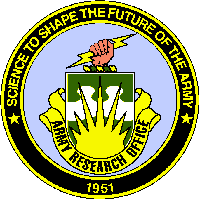 SCIENCE TO SHAPE THE FUTURE OF THE ARMY
ARMY RESEARCH OFFICE
1951